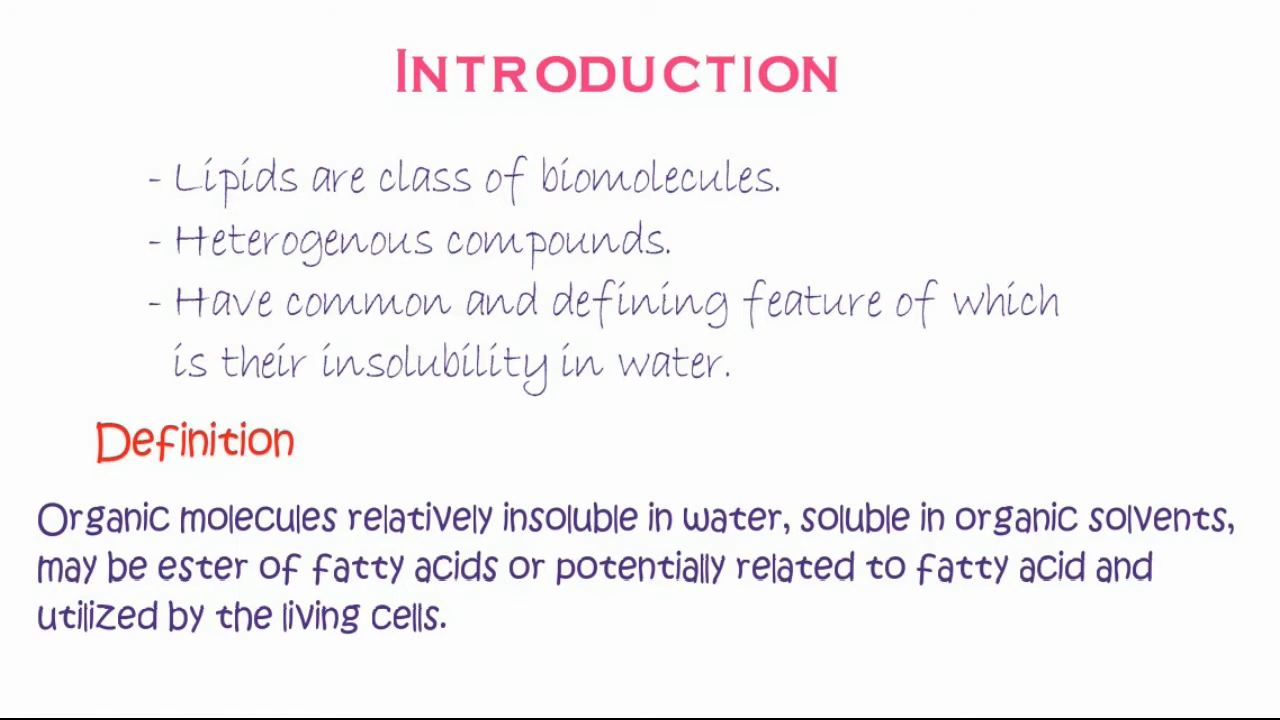 INTRODUCTION
- Lipids are class of biomolecules.
- Heterogenous compounds.
- Have common and defining feature of which
is their insolubility in water.
Definition
Organic molecules relatively insoluble in water, soluble in organic solvents,
may be ester of fatty acids or potentially related to fatty acid and
utilized by the living cells.